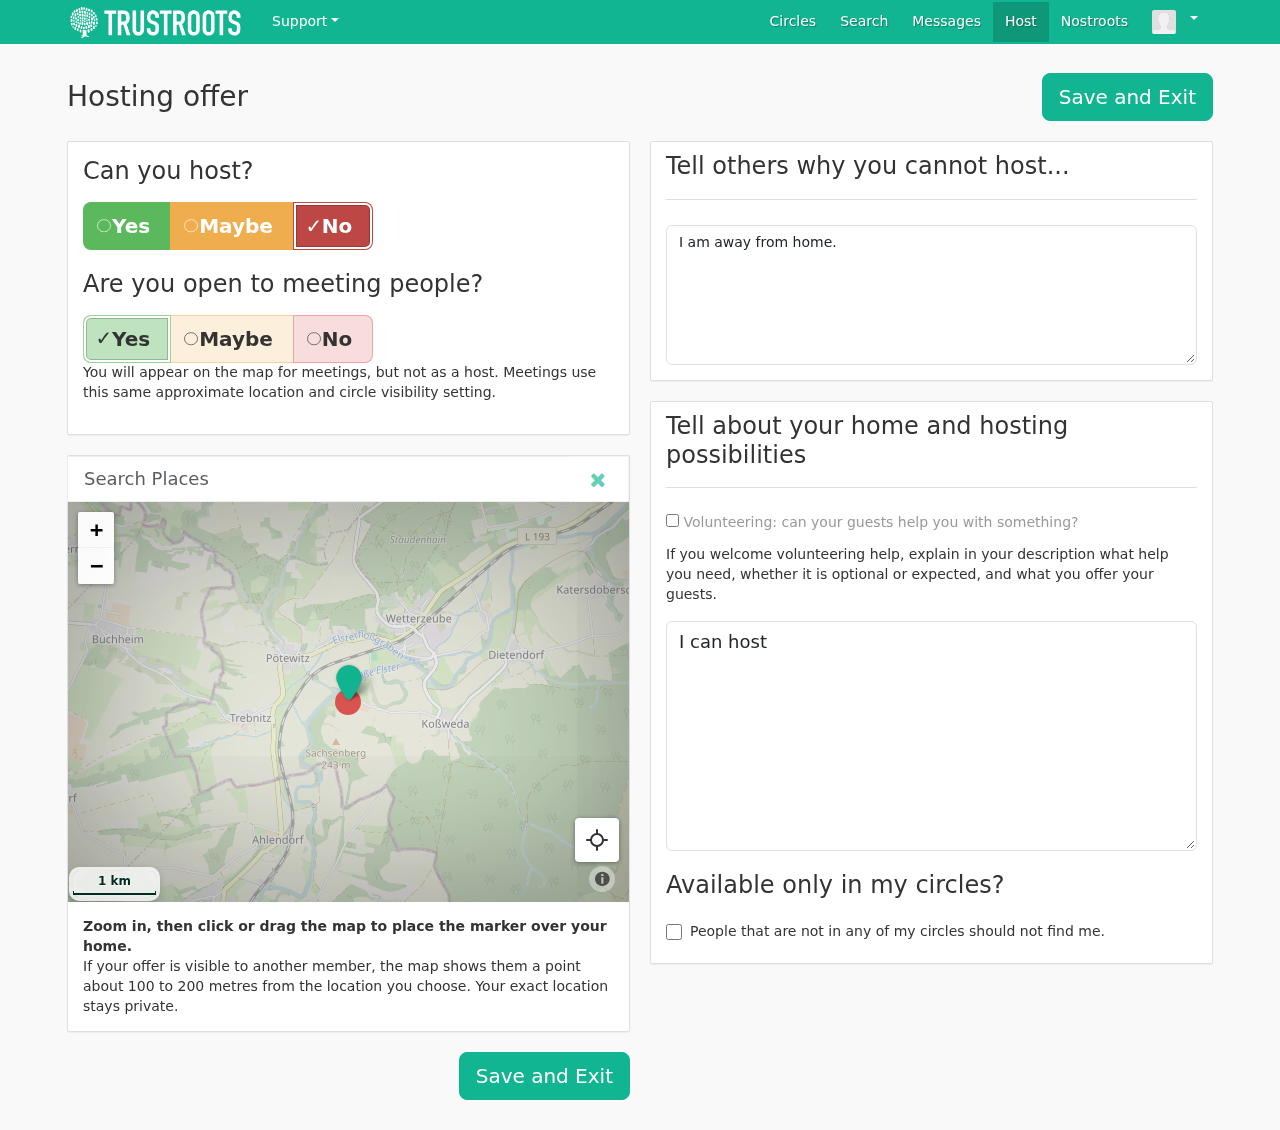 TRUSTROOTS
Support
Circles
Search
Messages
Host
Nostroots
Hosting offer
Save and Exit
Can you host?
Yes
Maybe
✓No
Are you open to meeting people?
✓Yes
Maybe
No
You will appear on the map for meetings, but not as a host. Meetings use
this same approximate location and circle visibility setting.
Search Places
+
−
Staudenhain
L 193
Katersdobersd
Wetterzeube
Buchheim
Elsterfloßgraben
Pötewitz
Dietendorf
ße Elster
Trebnitz
Koßweda
Sachsenberg
243 m
rf
Ahlendorf
1 km
Zoom in, then click or drag the map to place the marker over your
home.
If your offer is visible to another member, the map shows them a point
about 100 to 200 metres from the location you choose. Your exact location
stays private.
Save and Exit
Tell others why you cannot host...
I am away from home.
Tell about your home and hosting
possibilities
Volunteering: can your guests help you with something?
If you welcome volunteering help, explain in your description what help
you need, whether it is optional or expected, and what you offer your
guests.
I can host
Available only in my circles?
People that are not in any of my circles should not find me.